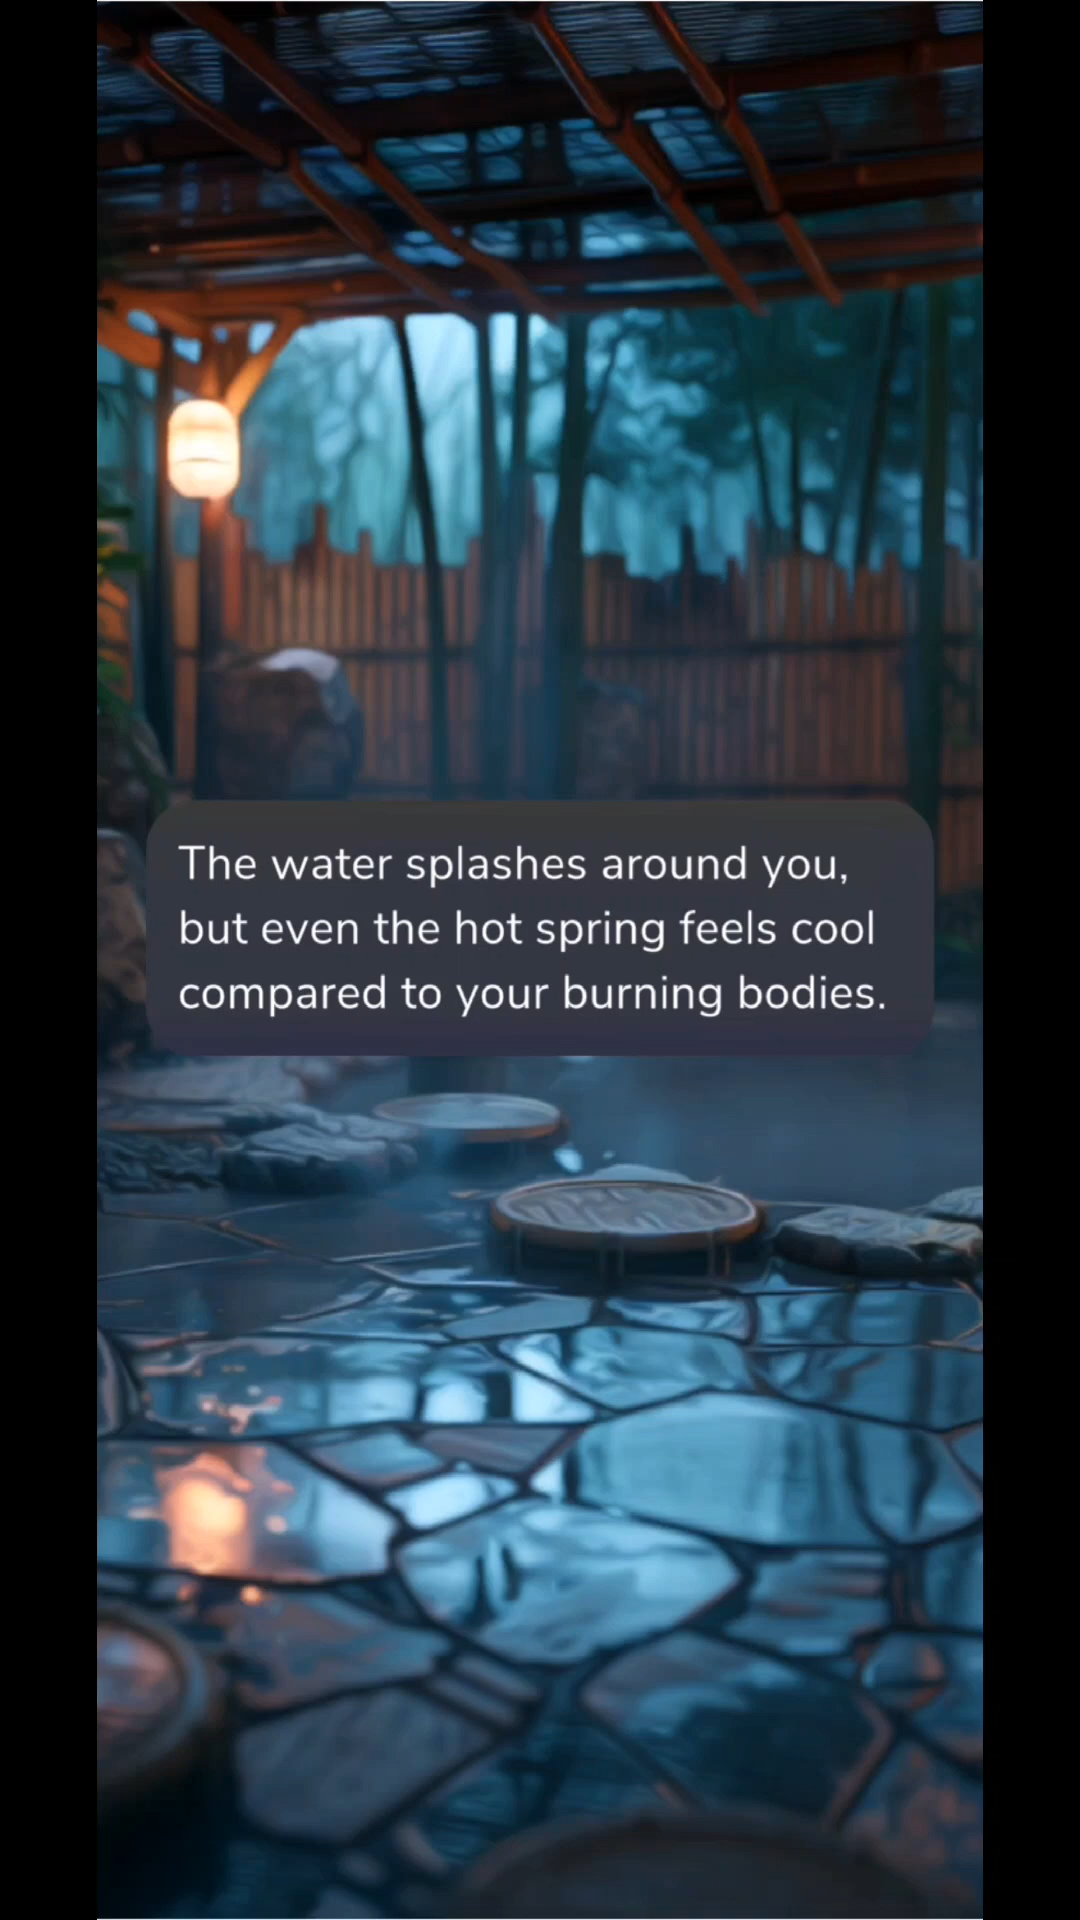 The water splashes around you,
but even the hot spring feels cool
compared to your burning bodies.